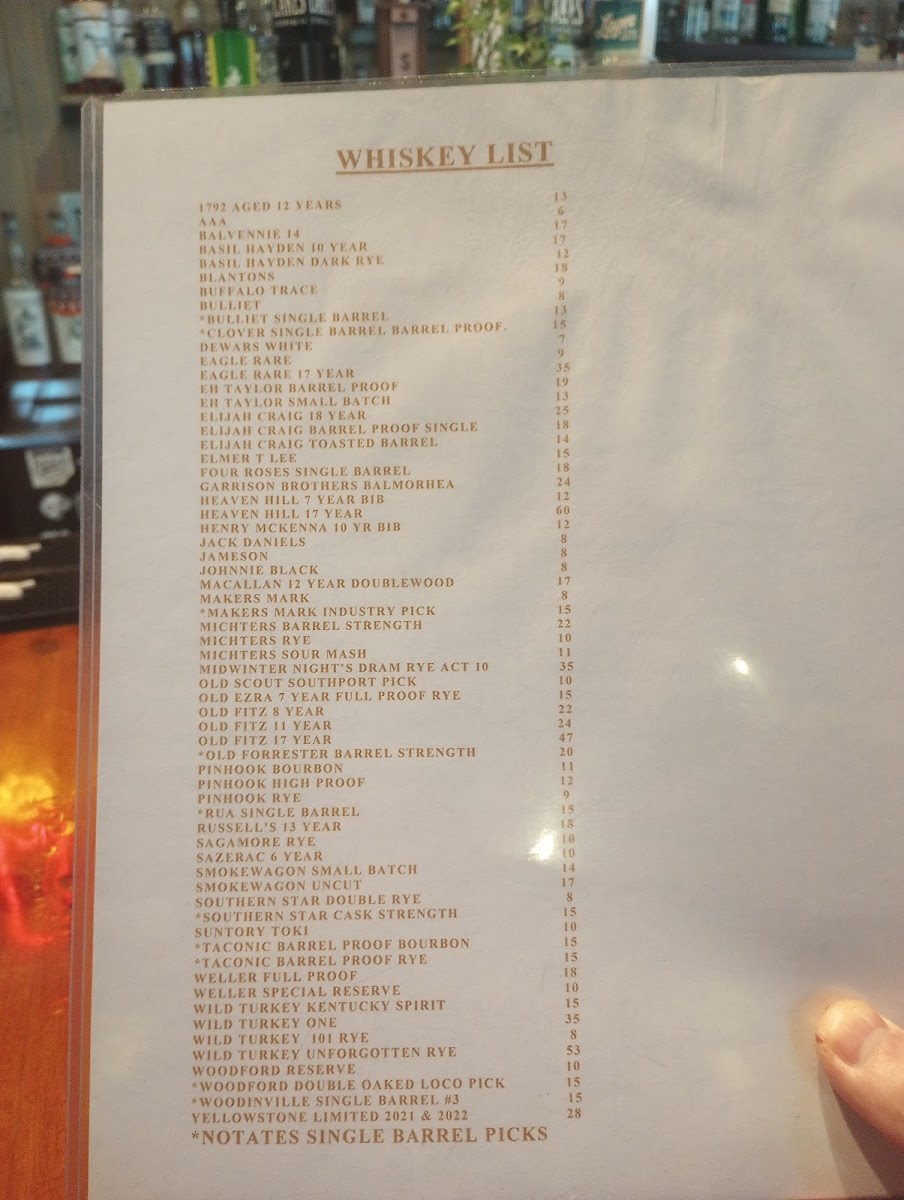 WHISKEY LIST
1792 AGED 12 YEARS 13
AAA 6
BALVENNIE 14 17
BASIL HAYDEN 10 YEAR 17
BASIL HAYDEN DARK RYE 12
BLANTONS 18
BUFFALO TRACE 9
BULLIET 8
*BULLIET SINGLE BARREL 13
*CLOVER SINGLE BARREL BARREL PROOF. 15
DEWARS WHITE 7
EAGLE RARE 9
EAGLE RARE 17 YEAR 35
EH TAYLOR BARREL PROOF 19
EH TAYLOR SMALL BATCH 13
ELIJAH CRAIG 18 YEAR 25
ELIJAH CRAIG BARREL PROOF SINGLE 18
ELIJAH CRAIG TOASTED BARREL 14
ELMER T LEE 15
FOUR ROSES SINGLE BARREL 18
GARRISON BROTHERS BALMORHEA 24
HEAVEN HILL 7 YEAR BIB 12
HEAVEN HILL 17 YEAR 60
HENRY MCKENNA 10 YR BIB 12
JACK DANIELS 8
JAMESON 8
JOHNNIE BLACK 8
MACALLAN 12 YEAR DOUBLEWOOD 17
MAKERS MARK 8
*MAKERS MARK INDUSTRY PICK 15
MICHTERS BARREL STRENGTH 22
MICHTERS RYE 10
MICHTERS SOUR MASH 11
MIDWINTER NIGHT'S DRAM RYE ACT 10 35
OLD SCOUT SOUTHPORT PICK 10
OLD EZRA 7 YEAR FULL PROOF RYE 15
OLD FITZ 8 YEAR 22
OLD FITZ 11 YEAR 24
OLD FITZ 17 YEAR 47
*OLD FORRESTER BARREL STRENGTH 20
PINHOOK BOURBON 11
PINHOOK HIGH PROOF 12
PINHOOK RYE 9
*RUA SINGLE BARREL 15
RUSSELL'S 13 YEAR 18
SAGAMORE RYE 10
SAZERAC 6 YEAR 10
SMOKEWAGON SMALL BATCH 14
SMOKEWAGON UNCUT 17
SOUTHERN STAR DOUBLE RYE 8
*SOUTHERN STAR CASK STRENGTH 15
SUNTORY TOKI 10
*TACONIC BARREL PROOF BOURBON 15
*TACONIC BARREL PROOF RYE 15
WELLER FULL PROOF 18
WELLER SPECIAL RESERVE 10
WILD TURKEY KENTUCKY SPIRIT 15
WILD TURKEY ONE 35
WILD TURKEY 101 RYE 8
WILD TURKEY UNFORGOTTEN RYE 53
WOODFORD RESERVE 10
*WOODFORD DOUBLE OAKED LOCO PICK 15
*WOODINVILLE SINGLE BARREL #3 15
YELLOWSTONE LIMITED 2021 & 2022 28
*NOTATES SINGLE BARREL PICKS